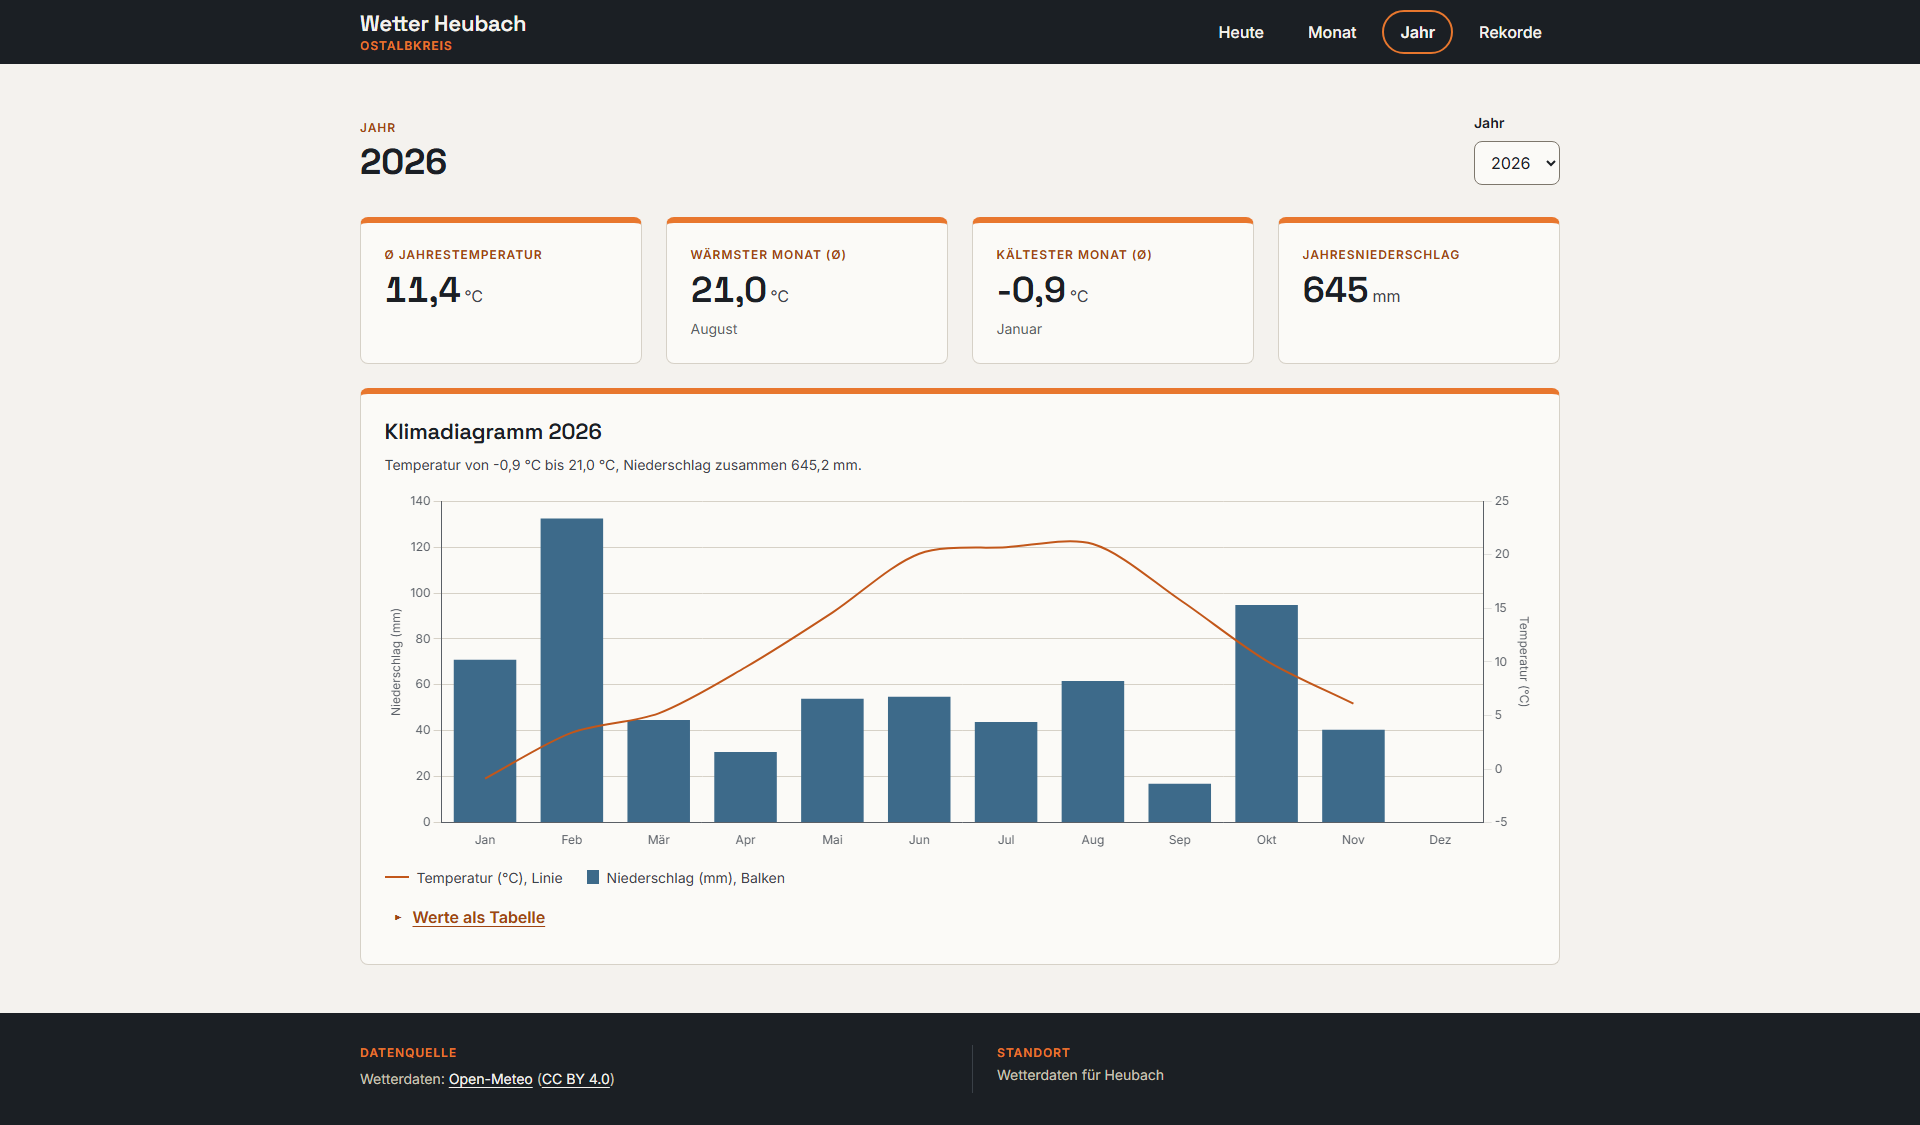 Wetter Heubach
OSTALBKREIS
Heute Monat Jahr Rekorde
JAHR
2026
Jahr
2026
Ø JAHRESTEMPERATUR
11,4 °C
WÄRMSTER MONAT (Ø)
21,0 °C
August
KÄLTESTER MONAT (Ø)
-0,9 °C
Januar
JAHRESNIEDERSCHLAG
645 mm
Klimadiagramm 2026
Temperatur von -0,9 °C bis 21,0 °C, Niederschlag zusammen 645,2 mm.
Niederschlag (mm)
140
120
100
80
60
40
20
0
25
20
15
10
5
0
-5
Temperatur (°C)
Jan Feb Mär Apr Mai Jun Jul Aug Sep Okt Nov Dez
Temperatur (°C), Linie Niederschlag (mm), Balken
Werte als Tabelle
DATENQUELLE
Wetterdaten: Open-Meteo (CC BY 4.0)
STANDORT
Wetterdaten für Heubach